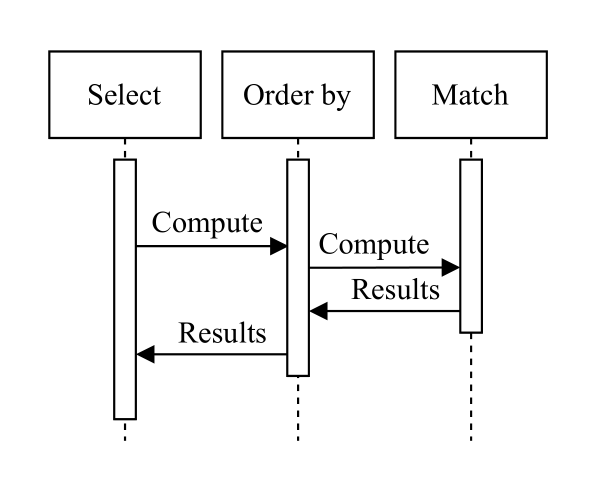 Select
Order by
Match
Compute
Compute
Results
Results